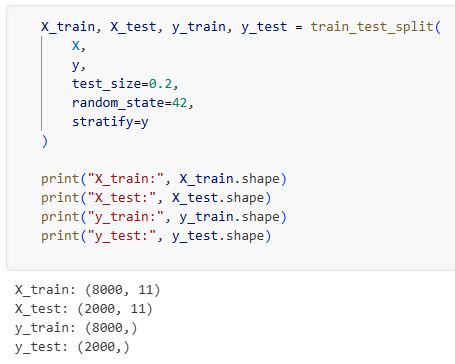 X_train, X_test, y_train, y_test = train_test_split(
    X,
    y,
    test_size=0.2,
    random_state=42,
    stratify=y
)
print("X_train:", X_train.shape)
print("X_test:", X_test.shape)
print("y_train:", y_train.shape)
print("y_test:", y_test.shape)
X_train: (8000, 11)
X_test: (2000, 11)
y_train: (8000,)
y_test: (2000,)